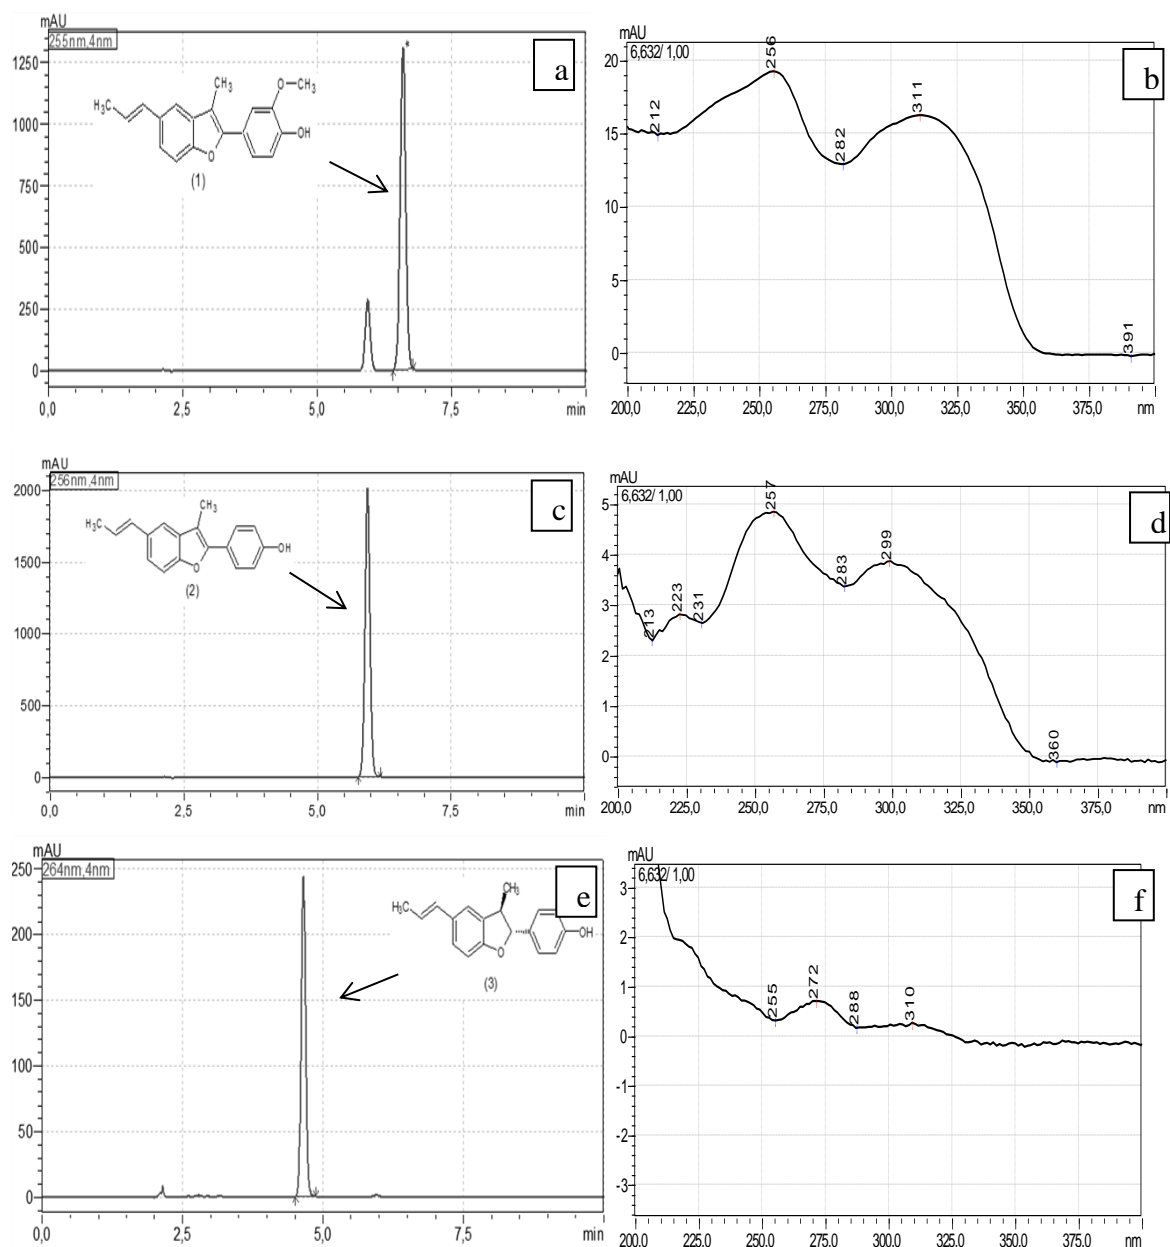 mAU
255nm,4nm
a
1250
1000
750
500
250
0
CH3
O—CH3
H3C
OH
O
(1)
*
0,0 2,5 5,0 7,5 min
mAU
6,632/ 1,00
b
20
15
10
5
0
212
256
282
311
391
200,0 225,0 250,0 275,0 300,0 325,0 350,0 375,0 nm
mAU
256nm,4nm
c
2000
1500
1000
500
0
CH3
H3C
OH
O
(2)
0,0 2,5 5,0 7,5 min
mAU
6,632/ 1,00
d
5
4
3
2
1
0
213
223
231
257
283
299
360
200,0 225,0 250,0 275,0 300,0 325,0 350,0 375,0 nm
mAU
264nm,4nm
e
250
200
150
100
50
0
CH3
H3C
OH
O
(3)
0,0 2,5 5,0 7,5 min
mAU
6,632/ 1,00
f
3
2
1
0
-1
-2
-3
255
272
288
310
200,0 225,0 250,0 275,0 300,0 325,0 350,0 375,0 nm